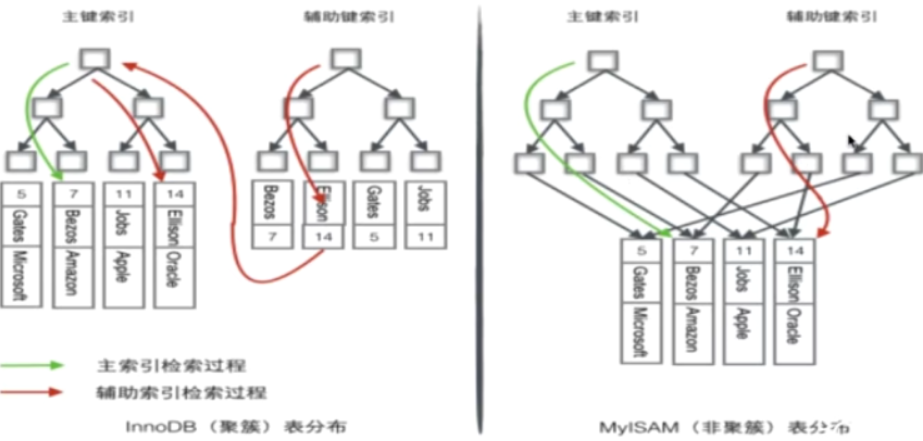 主键索引
辅助键索引
5
7
11
14
Gates
Bezos
Jobs
Ellison
Microsoft
Amazon
Apple
Oracle
Bezos
Ellison
Gates
Jobs
7
14
5
11
主索引检索过程
辅助索引检索过程
InnoDB（聚簇）表分布
主键索引
辅助键索引
5
7
11
14
Gates
Bezos
Jobs
Ellison
Microsoft
Amazon
Apple
Oracle
MyISAM（非聚簇）表分布